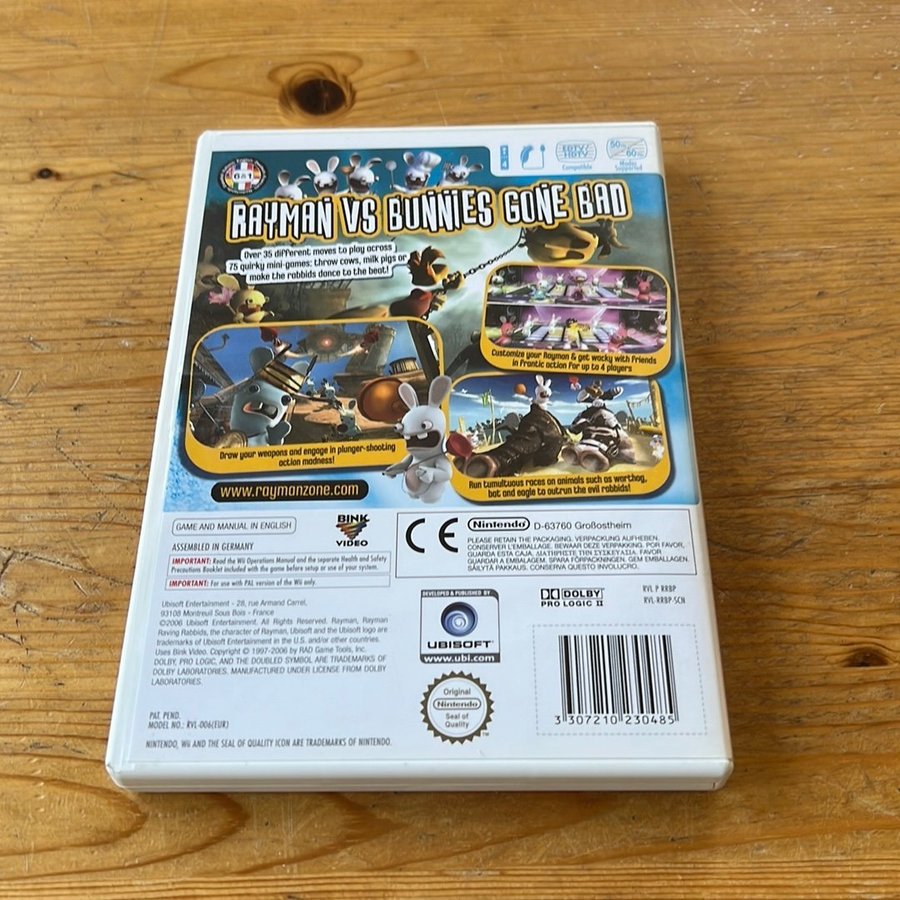 6 in 1
EDTV/
HDTV
Compatible
50Hz
60Hz
Modes
Supported
RAYMAN VS BUNNIES GONE BAD
Over 35 different moves to play across
75 quirky mini-games: throw cows, milk pigs or
make the rabbids dance to the beat!
Customize your Rayman & get wacky with friends
in frantic action for up to 4 players
Draw your weapons and engage in plunger-shooting
action madness!
Run tumultuous races on animals such as warthog,
bat and eagle to outrun the evil rabbids!
www.raymanzone.com
GAME AND MANUAL IN ENGLISH
BINK
VIDEO
ASSEMBLED IN GERMANY
IMPORTANT: Read the Wii Operations Manual and the separate Health and Safety
Precautions Booklet included with the game before setup or use of your system.
IMPORTANT: For use with PAL version of the Wii only.
CE
Nintendo D-63760 Großostheim
PLEASE RETAIN THE PACKAGING. VERPACKUNG AUFHEBEN.
CONSERVER L'EMBALLAGE. BEWAAR DEZE VERPAKKING. POR FAVOR,
GUARDA ESTA CAJA. ΔΙΑΤΗΡΗΣΤΕ ΤΗΝ ΣΥΣΚΕΥΑΣΙΑ. FAVOR
GUARDAR A EMBALAGEM. SPARA FÖRPACKNINGEN. GEM EMBALLAGEN.
SÄILYTÄ PAKKAUS. CONSERVA QUESTO INVOLUCRO.
Ubisoft Entertainment - 28, rue Armand Carrel,
93108 Montreuil Sous Bois - France
©2006 Ubisoft Entertainment. All Rights Reserved. Rayman, Rayman
Raving Rabbids, the character of Rayman, Ubisoft and the Ubisoft logo are
trademarks of Ubisoft Entertainment in the U.S. and/or other countries.
Uses Bink Video. Copyright © 1997-2006 by RAD Game Tools, Inc.
DOLBY, PRO LOGIC, AND THE DOUBLED SYMBOL ARE TRADEMARKS OF
DOLBY LABORATORIES. MANUFACTURED UNDER LICENSE FROM DOLBY
LABORATORIES.
DEVELOPED & PUBLISHED BY
UBISOFT
www.ubi.com
DOLBY
PRO LOGIC II
RVL P RRBP
RVL-RRBP-SCN
PAT. PEND.
MODEL NO.: RVL-006(EUR)
NINTENDO, Wii AND THE SEAL OF QUALITY ICON ARE TRADEMARKS OF NINTENDO.
Original
Nintendo
Seal of
Quality
TM
3 307210 230485